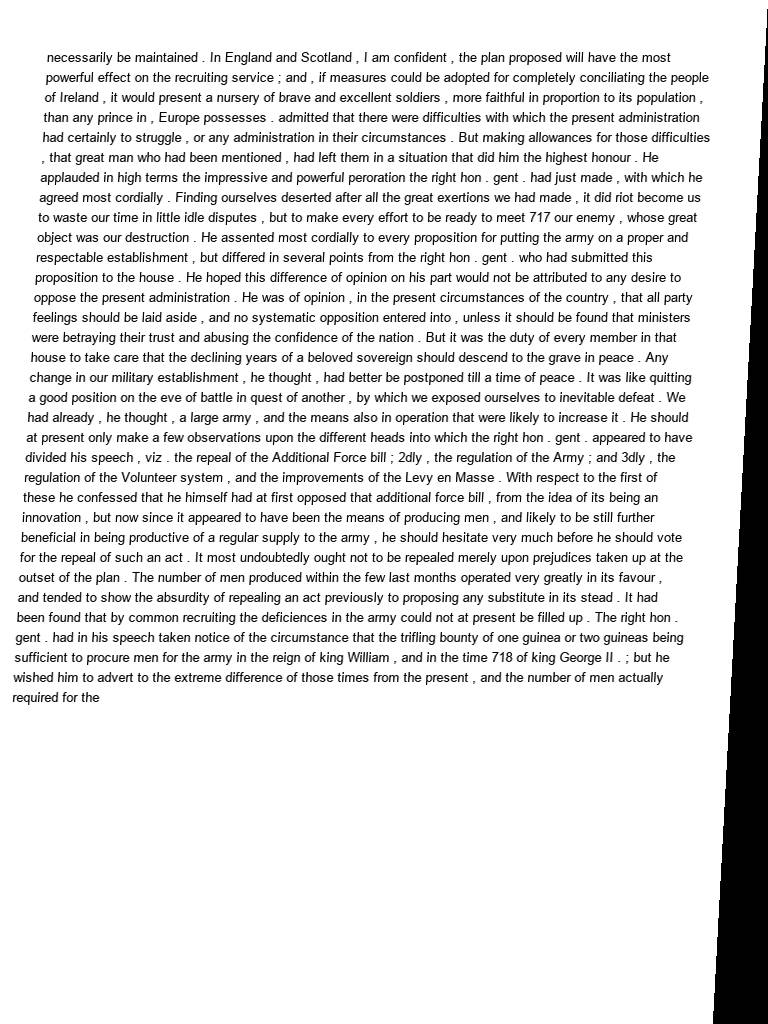 necessarily be maintained . In England and Scotland , I am confident , the plan proposed will have the most
powerful effect on the recruiting service ; and , if measures could be adopted for completely conciliating the people
of Ireland , it would present a nursery of brave and excellent soldiers , more faithful in proportion to its population ,
than any prince in , Europe possesses . admitted that there were difficulties with which the present administration
had certainly to struggle , or any administration in their circumstances . But making allowances for those difficulties
, that great man who had been mentioned , had left them in a situation that did him the highest honour . He
applauded in high terms the impressive and powerful peroration the right hon . gent . had just made , with which he
agreed most cordially . Finding ourselves deserted after all the great exertions we had made , it did riot become us
to waste our time in little idle disputes , but to make every effort to be ready to meet 717 our enemy , whose great
object was our destruction . He assented most cordially to every proposition for putting the army on a proper and
respectable establishment , but differed in several points from the right hon . gent . who had submitted this
proposition to the house . He hoped this difference of opinion on his part would not be attributed to any desire to
oppose the present administration . He was of opinion , in the present circumstances of the country , that all party
feelings should be laid aside , and no systematic opposition entered into , unless it should be found that ministers
were betraying their trust and abusing the confidence of the nation . But it was the duty of every member in that
house to take care that the declining years of a beloved sovereign should descend to the grave in peace . Any
change in our military establishment , he thought , had better be postponed till a time of peace . It was like quitting
a good position on the eve of battle in quest of another , by which we exposed ourselves to inevitable defeat . We
had already , he thought , a large army , and the means also in operation that were likely to increase it . He should
at present only make a few observations upon the different heads into which the right hon . gent . appeared to have
divided his speech , viz . the repeal of the Additional Force bill ; 2dly , the regulation of the Army ; and 3dly , the
regulation of the Volunteer system , and the improvements of the Levy en Masse . With respect to the first of
these he confessed that he himself had at first opposed that additional force bill , from the idea of its being an
innovation , but now since it appeared to have been the means of producing men , and likely to be still further
beneficial in being productive of a regular supply to the army , he should hesitate very much before he should vote
for the repeal of such an act . It most undoubtedly ought not to be repealed merely upon prejudices taken up at the
outset of the plan . The number of men produced within the few last months operated very greatly in its favour ,
and tended to show the absurdity of repealing an act previously to proposing any substitute in its stead . It had
been found that by common recruiting the deficiences in the army could not at present be filled up . The right hon .
gent . had in his speech taken notice of the circumstance that the trifling bounty of one guinea or two guineas being
sufficient to procure men for the army in the reign of king William , and in the time 718 of king George II . ; but he
wished him to advert to the extreme difference of those times from the present , and the number of men actually
required for the